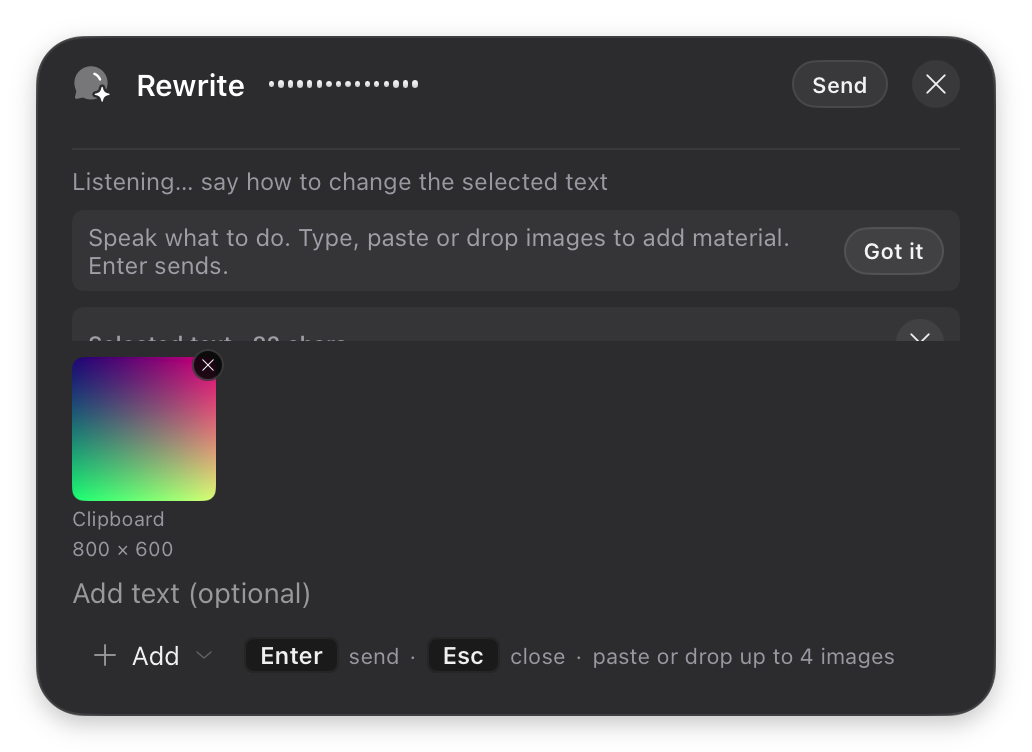 Rewrite
Send
Listening... say how to change the selected text
Speak what to do. Type, paste or drop images to add material.
Enter sends.
Got it
Clipboard
800 × 600
Add text (optional)
Add
Enter send · Esc close · paste or drop up to 4 images